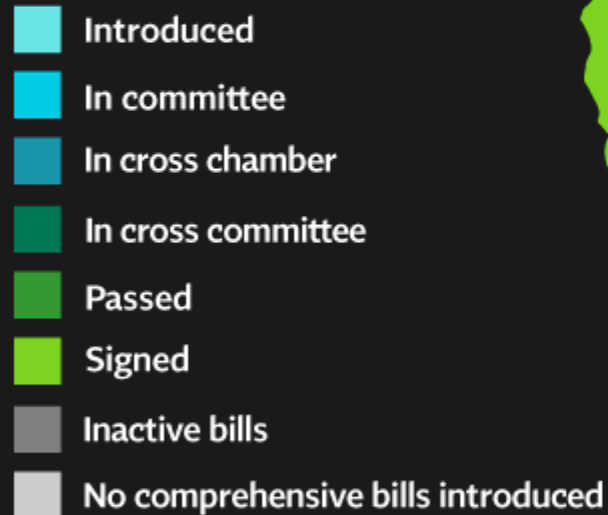 Introduced
In committee
In cross chamber
In cross committee
Passed
Signed
Inactive bills
No comprehensive bills introduced